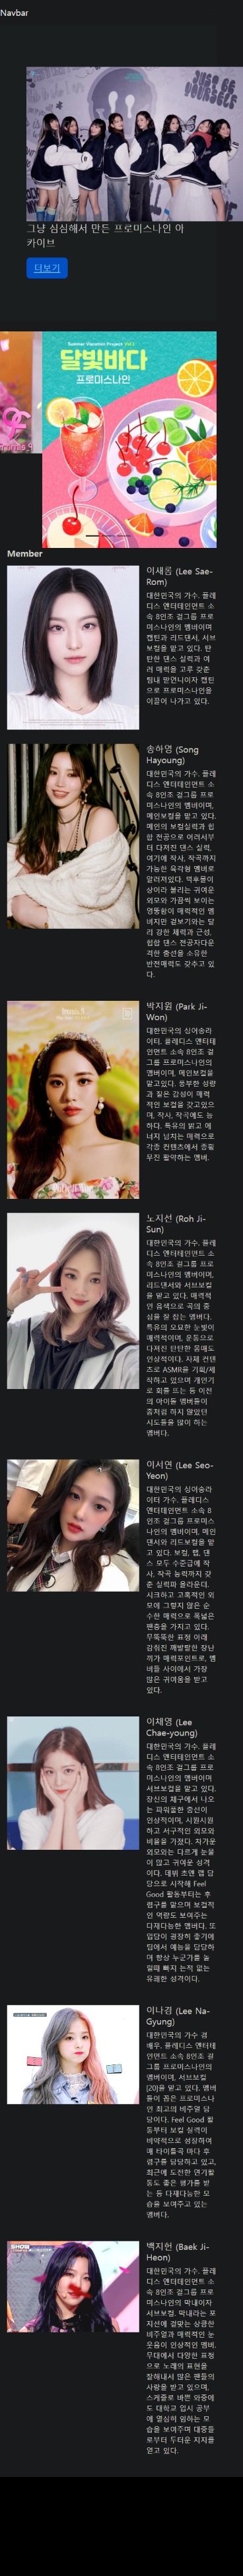 Navbar
그냥 심심해서 만든 프로미스나인 아
카이브
더보기
Summer Vacation Project
달빛바다
프로미스나인
Member
이새롬 (Lee Sae-
Rom)
대한민국의 가수. 플레
디스 엔터테인먼트 소
속 8인조 걸그룹 프로
미스나인의 멤버이며
캡틴과 리드댄서, 서브
보컬을 맡고 있다. 탄
탄한 댄스 실력과 여
러 매력을 고루 갖춘
팀내 맏언니이자 캡틴
으로 프로미스나인을
이끌어 나가고 있다.
송하영 (Song
Hayoung)
대한민국의 가수. 플레
디스 엔터테인먼트 소
속 8인조 걸그룹 프로
미스나인의 멤버이며,
메인보컬을 맡고 있다.
메인의 보컬실력과 힙
합 전공으로 어려서부
터 다져진 댄스 실력,
여기에 작사, 작곡까지
가능한 육각형 멤버로
알려져있다. 떡후몰이
상이라 불리는 귀여운
외모와 가끔씩 보이는
엉뚱함이 매력적인 멤
버지만 겉보기와는 달
리 강한 체력과 근성,
힙합 댄스 전공자다운
격한 춤선을 소유한
반전매력도 갖추고 있
다.
박지원 (Park Ji-
Won)
대한민국의 싱어송라
이터. 플레디스 엔터테
인먼트 소속 8인조 걸
그룹 프로미스나인의
멤버이며, 메인보컬을
맡고있다. 풍부한 성량
과 짙은 감성이 매력
적인 보컬을 갖고있으
며, 작사, 작곡에도 능
하다. 특유의 밝고 에
너지 넘치는 매력으로
각종 컨텐츠에서 종횡
무진 활약하는 멤버.
노지선 (Roh Ji-
Sun)
대한민국의 가수. 플레
디스 엔터테인먼트 소
속 8인조 걸그룹 프로
미스나인의 멤버이며,
리드댄서와 서브보컬
을 맡고 있다. 매력적
인 음색으로 곡의 중
심을 잘 잡는 멤버다.
특유의 오묘한 눈빛이
매력적이며, 운동으로
다져진 탄탄한 몸매도
인상적이다. 자체 컨텐
츠로 ASMR을 기획/제
작하고 있으며 개인기
로 회를 뜨는 등 이전
의 아이돌 멤버들이
좀처럼 하지 않았던
시도들을 많이 하는
멤버다.
이서연 (Lee Seo-
Yeon)
대한민국의 싱어송라
이터 가수. 플레디스
엔터테인먼트 소속 8
인조 걸그룹 프로미스
나인의 멤버이며, 메인
댄서와 리드보컬을 맡
고 있다. 보컬, 랩, 댄
스 모두 수준급에 작
사, 작곡 능력까지 갖
춘 실력파 올라운더.
시크하고 고혹적인 외
모에 그렇지 않은 순
수한 매력으로 폭넓은
팬층을 가지고 있다.
무뚝뚝한 표정 아래
감춰진 깨발랄한 장난
끼가 매력포인트로, 멤
버들 사이에서 가장
많은 귀여움을 받고
있다.
이채영 (Lee
Chae-young)
대한민국의 가수. 플레
디스 엔터테인먼트 소
속 8인조 걸그룹 프로
미스나인의 멤버이며
서브보컬을 맡고 있다.
장신의 체구에서 나오
는 파워풀한 춤선이
인상적이며, 시원시원
하고 서구적인 외모와
비율을 가졌다. 차가운
외모와는 다르게 눈물
이 많고 귀여운 성격
이다. 데뷔 초엔 랩 담
당으로 시작해 Feel
Good 활동부터는 후
렴구를 맡으며 보컬적
인 역량도 보여주는
다재다능한 멤버다. 또
입담이 굉장히 좋기에
팀에서 예능을 담당하
며 항상 누군가를 놀
릴때 빠지 는적 없는
유쾌한 성격이다.
이나경 (Lee Na-
Gyung)
대한민국의 가수 겸
배우. 플레디스 엔터테
인먼트 소속 8인조 걸
그룹 프로미스나인의
멤버이며, 서브보컬
[20]을 맡고 있다. 멤버
들이 꼽은 프로미스나
인 최고의 비주얼 담
당이다. Feel Good 활
동부터 보컬 실력이
비약적으로 성장하여
매 타이틀곡 마다 후
렴구를 담당하고 있고,
최근에 도전한 연기활
동도 좋은 평가를 받
는 등 다재다능한 모
습을 보여주고 있는
멤버다.
백지헌 (Baek Ji-
Heon)
대한민국의 가수. 플레
디스 엔터테인먼트 소
속 8인조 걸그룹 프로
미스나인의 막내이자
서브보컬. 막내라는 포
지션에 걸맞는 상큼한
비주얼과 매력적인 눈
웃음이 인상적인 멤버.
무대에서 다양한 표정
으로 노래의 표현을
잘해내서 많은 팬들의
사랑을 받고 있으며,
스케줄로 바쁜 와중에
도 대학교 입시 공부
에 열심히 임하는 모
습을 보여주며 대중들
로부터 두터운 지지를
얻고 있다.